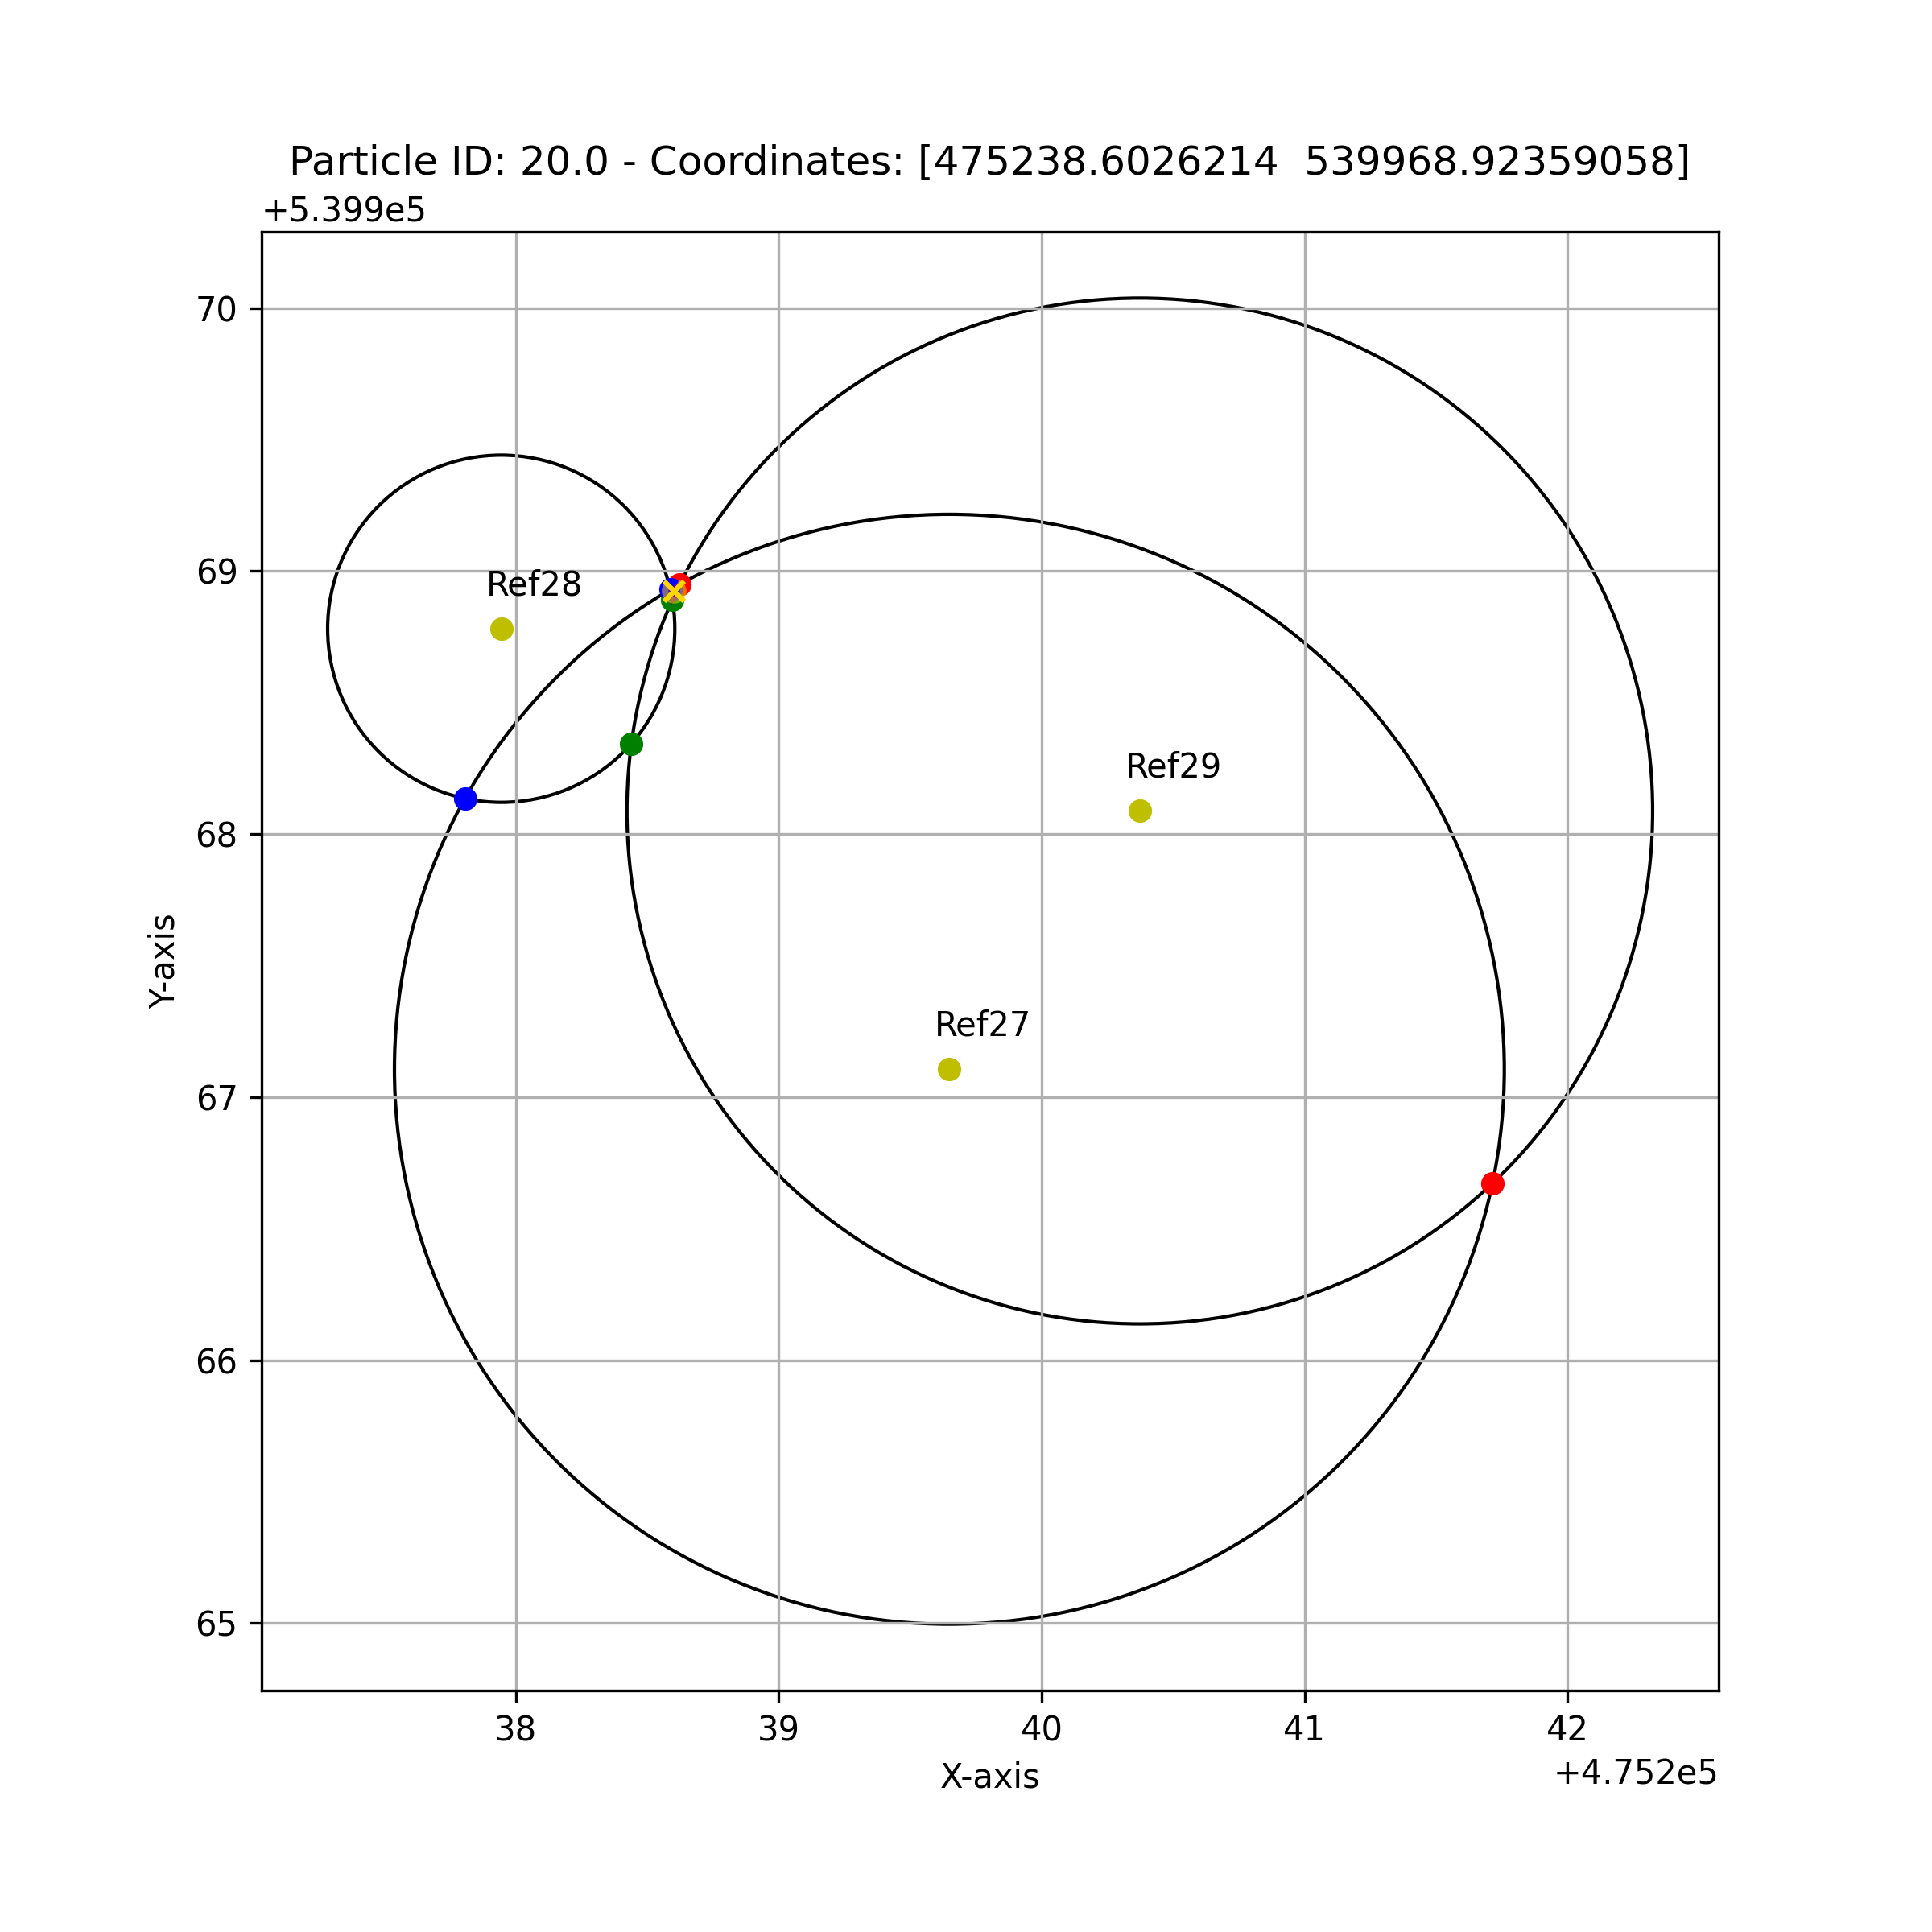 Particle ID: 20.0 - Coordinates: [475238.6026214  539968.92359058]
+5.399e5
70
69
Ref28
Ref29
68
Y-axis
Ref27
67
66
65
38 39 40 41 42
X-axis
+4.752e5